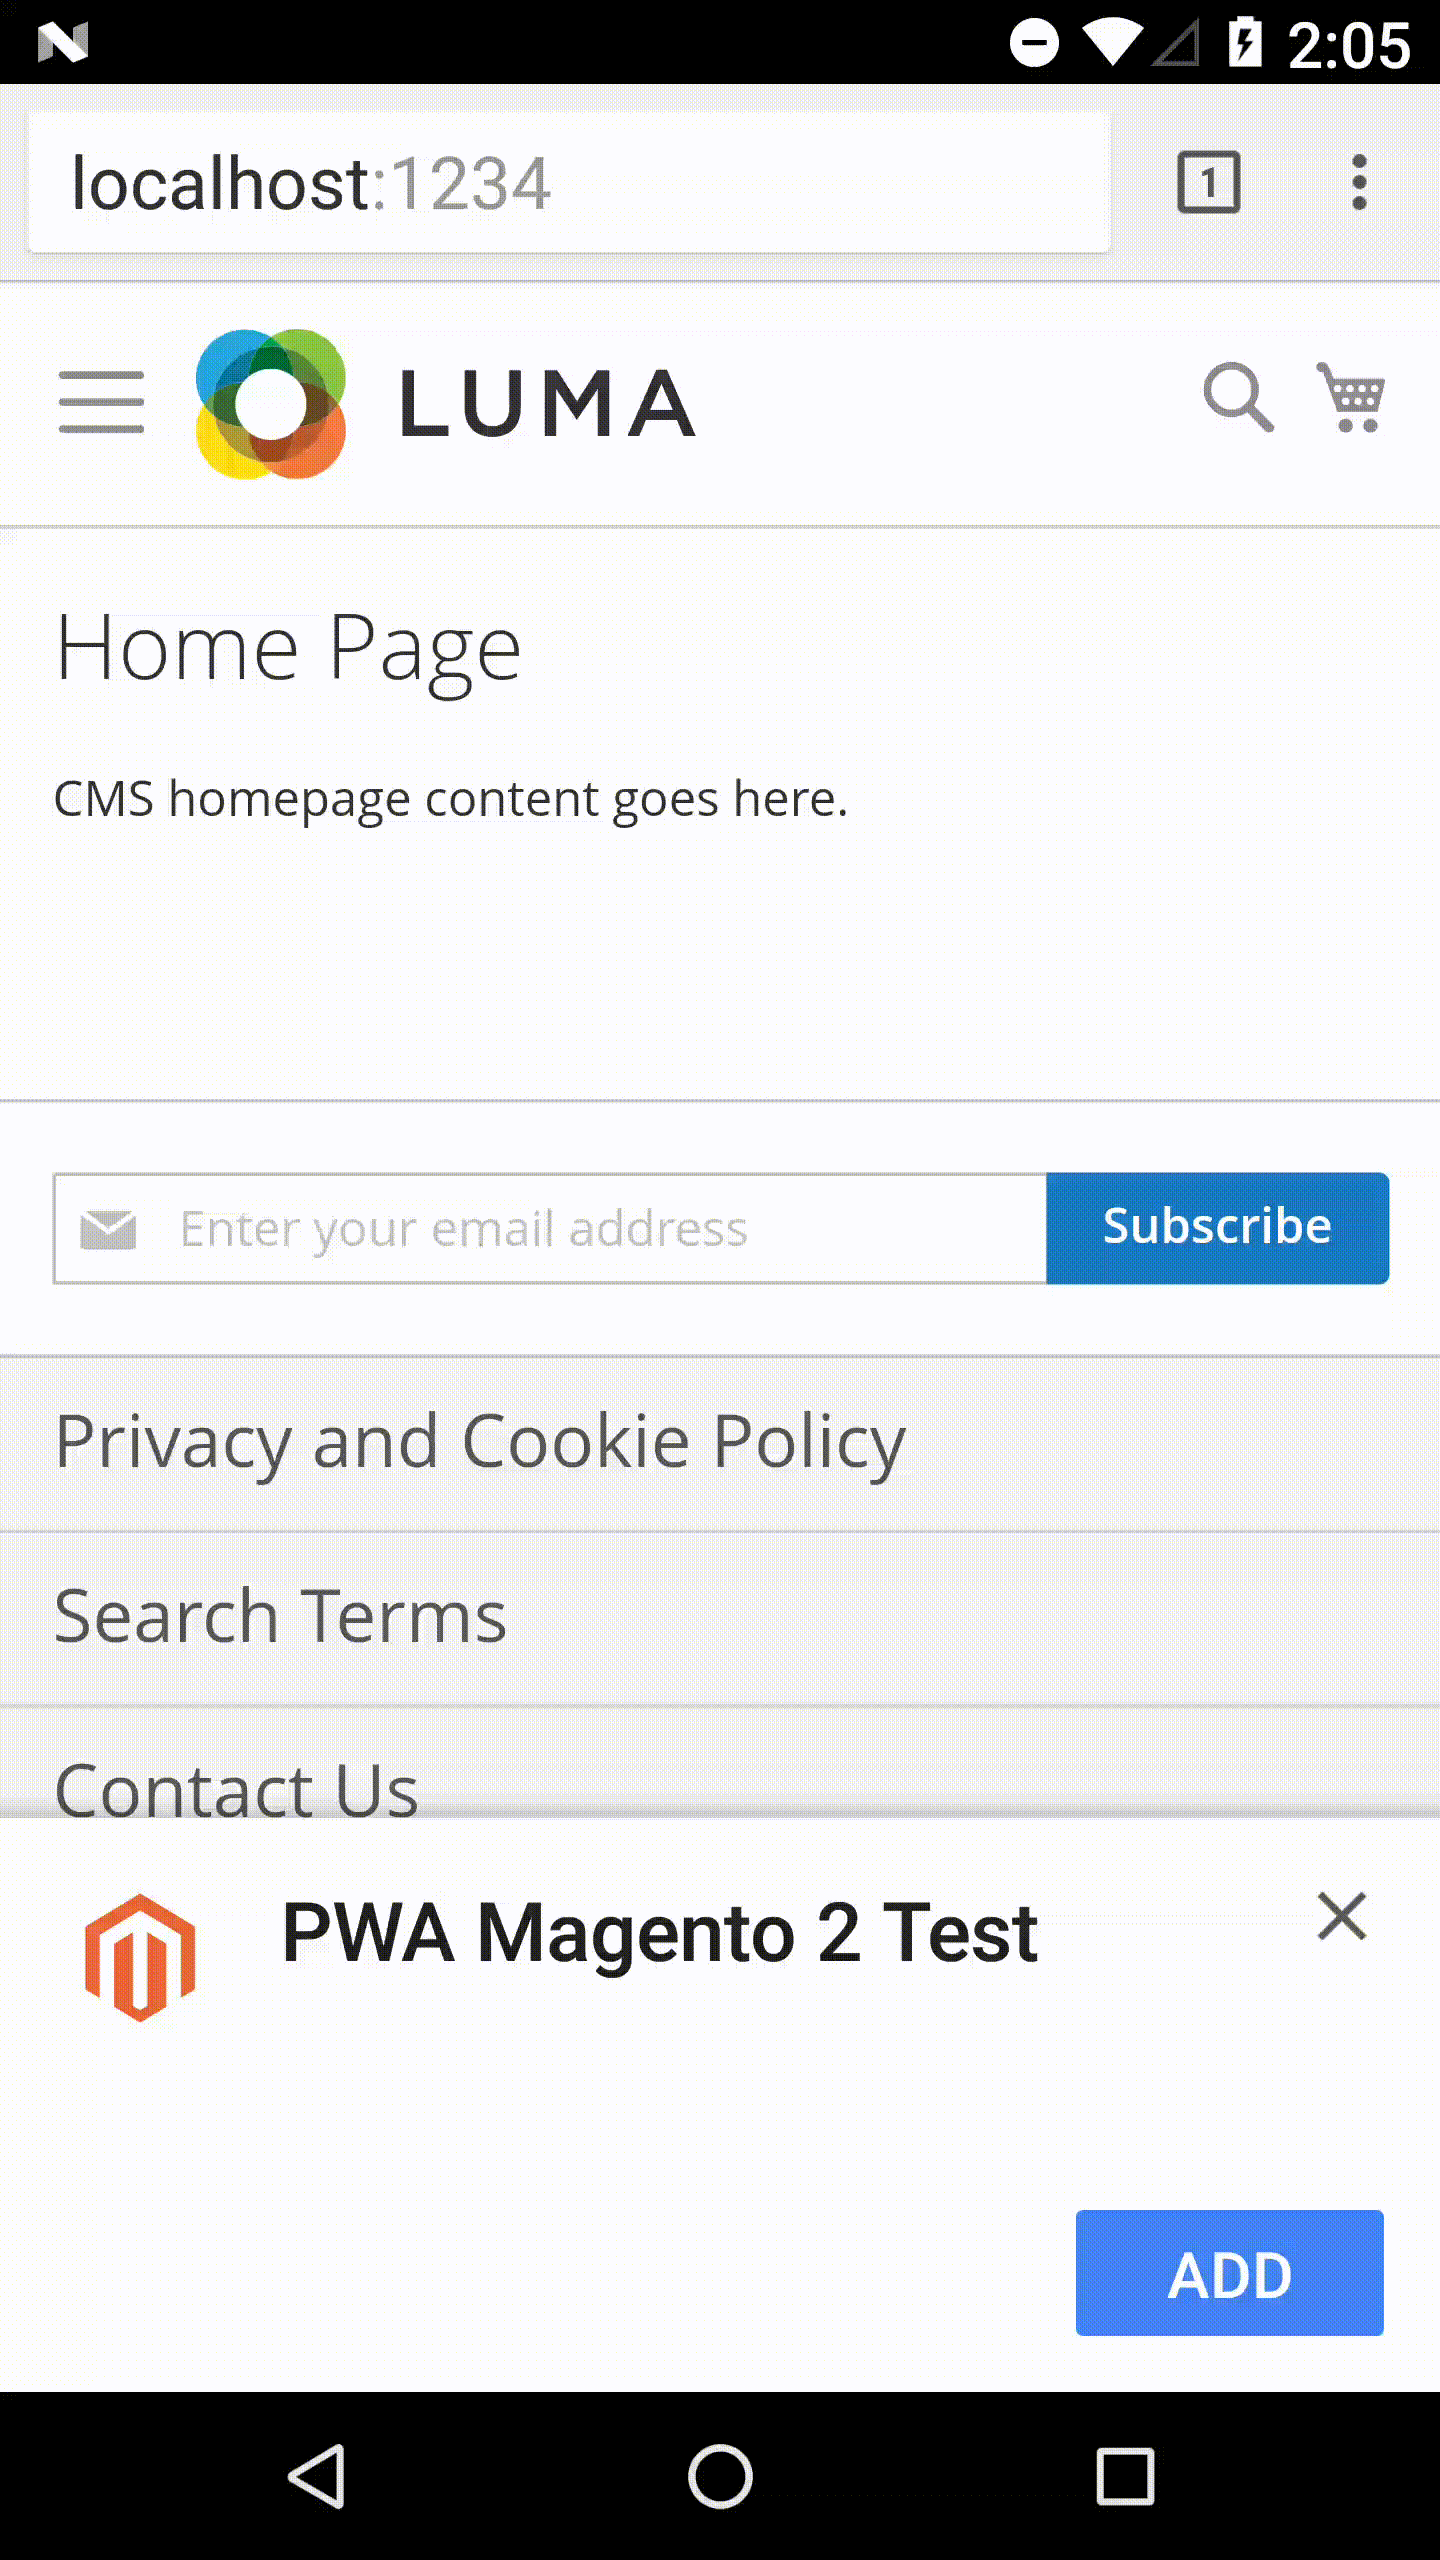 2:05
localhost:1234
1
LUMA
Home Page
CMS homepage content goes here.
Enter your email address
Subscribe
Privacy and Cookie Policy
Search Terms
Contact Us
PWA Magento 2 Test
ADD